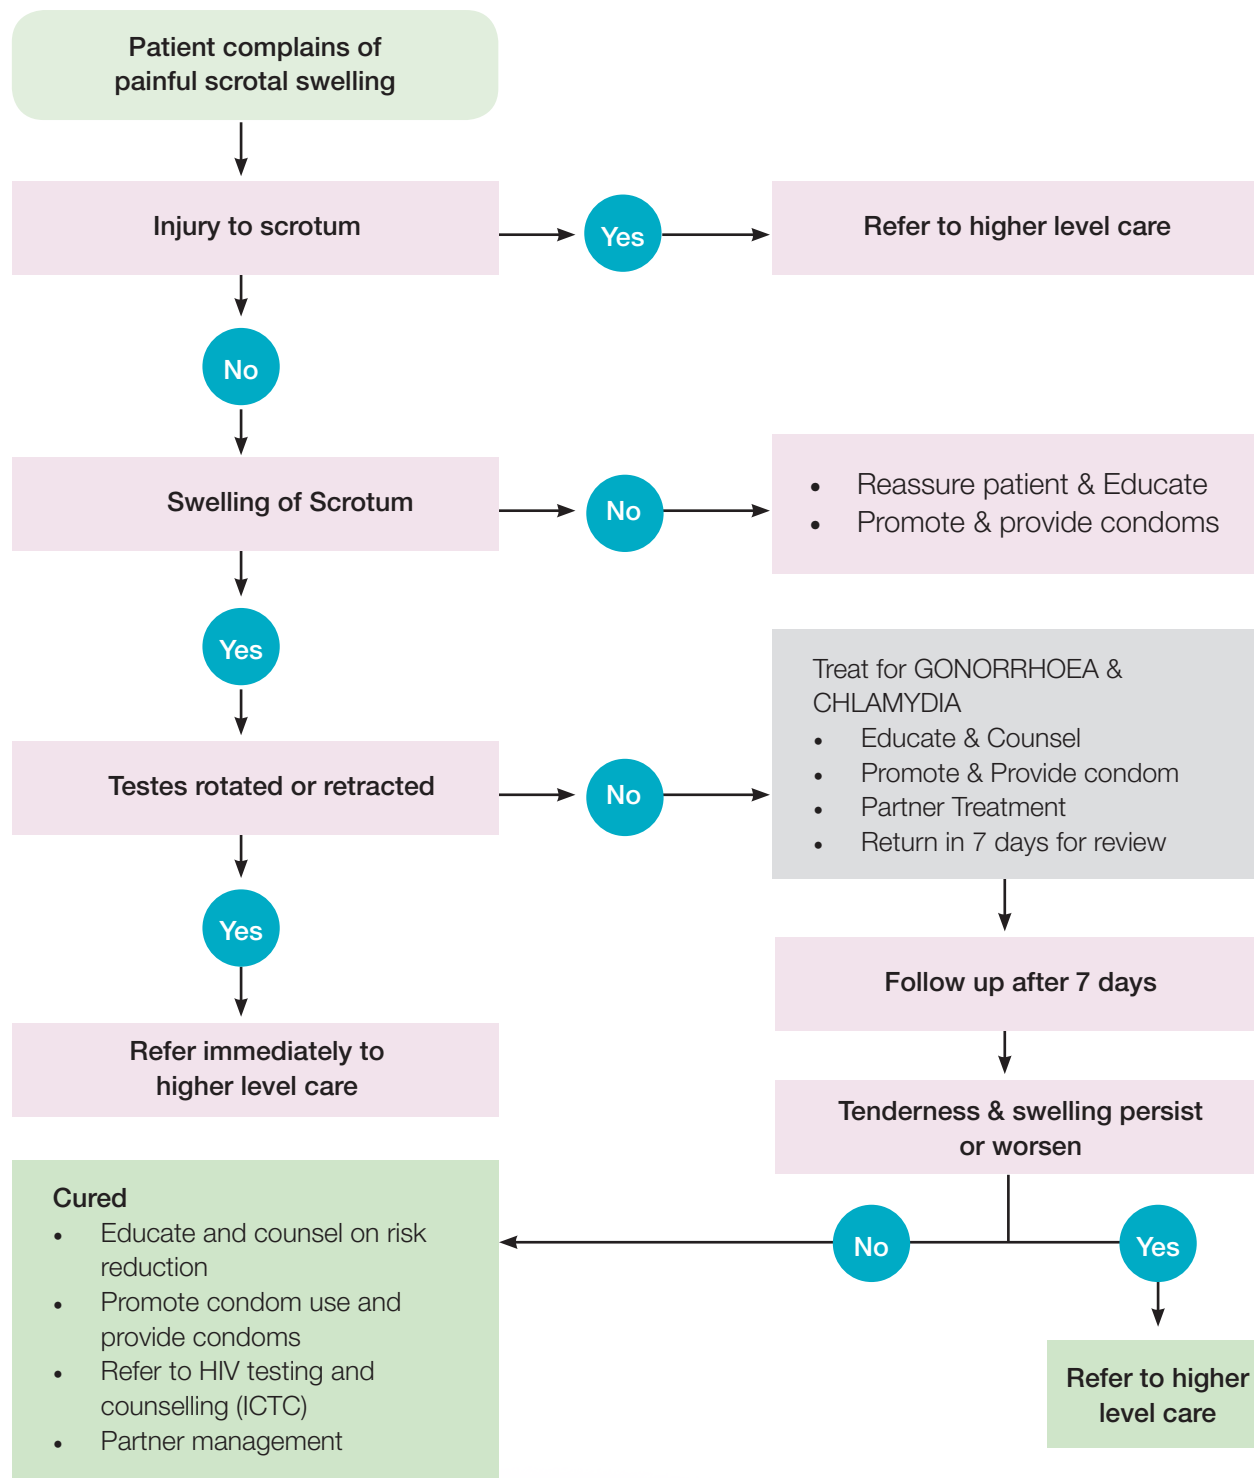 Patient complains of
painful scrotal swelling
Injury to scrotum
Yes
Refer to higher level care
No
Swelling of Scrotum
No
• Reassure patient & Educate
• Promote & provide condoms
Yes
Testes rotated or retracted
No
Treat for GONORRHOEA &
CHLAMYDIA
• Educate & Counsel
• Promote & Provide condom
• Partner Treatment
• Return in 7 days for review
Yes
Refer immediately to
higher level care
Follow up after 7 days
Tenderness & swelling persist
or worsen
No
Yes
Cured
• Educate and counsel on risk
reduction
• Promote condom use and
provide condoms
• Refer to HIV testing and
counselling (ICTC)
• Partner management
Refer to higher
level care